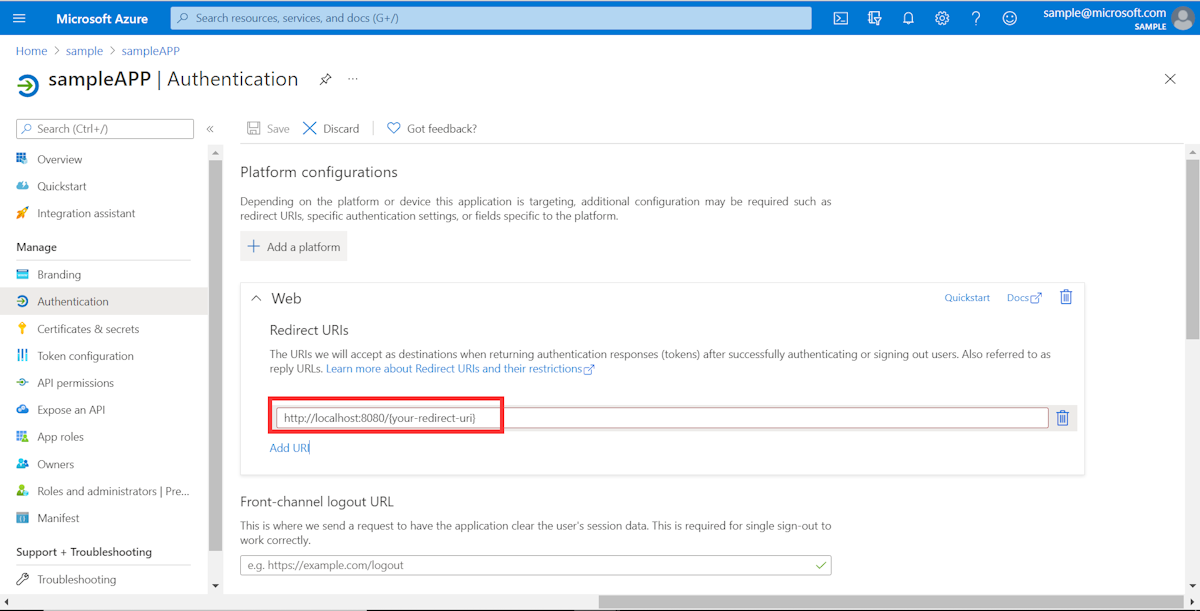 Microsoft Azure
Search resources, services, and docs (G+/)
sample@microsoft.com
SAMPLE
Home > sample > sampleAPP
sampleAPP | Authentication
Search (Ctrl+/)
Save
Discard
Got feedback?
Overview
Quickstart
Integration assistant
Manage
Branding
Authentication
Certificates & secrets
Token configuration
API permissions
Expose an API
App roles
Owners
Roles and administrators | Pre...
Manifest
Support + Troubleshooting
Troubleshooting
Platform configurations
Depending on the platform or device this application is targeting, additional configuration may be required such as
redirect URIs, specific authentication settings, or fields specific to the platform.
Add a platform
Web
Quickstart
Docs
Redirect URIs
The URIs we will accept as destinations when returning authentication responses (tokens) after successfully authenticating or signing out users. Also referred to as
reply URLs. Learn more about Redirect URIs and their restrictions
http://localhost:8080/{your-redirect-uri}
Add URI
Front-channel logout URL
This is where we send a request to have the application clear the user's session data. This is required for single sign-out to
work correctly.
e.g. https://example.com/logout